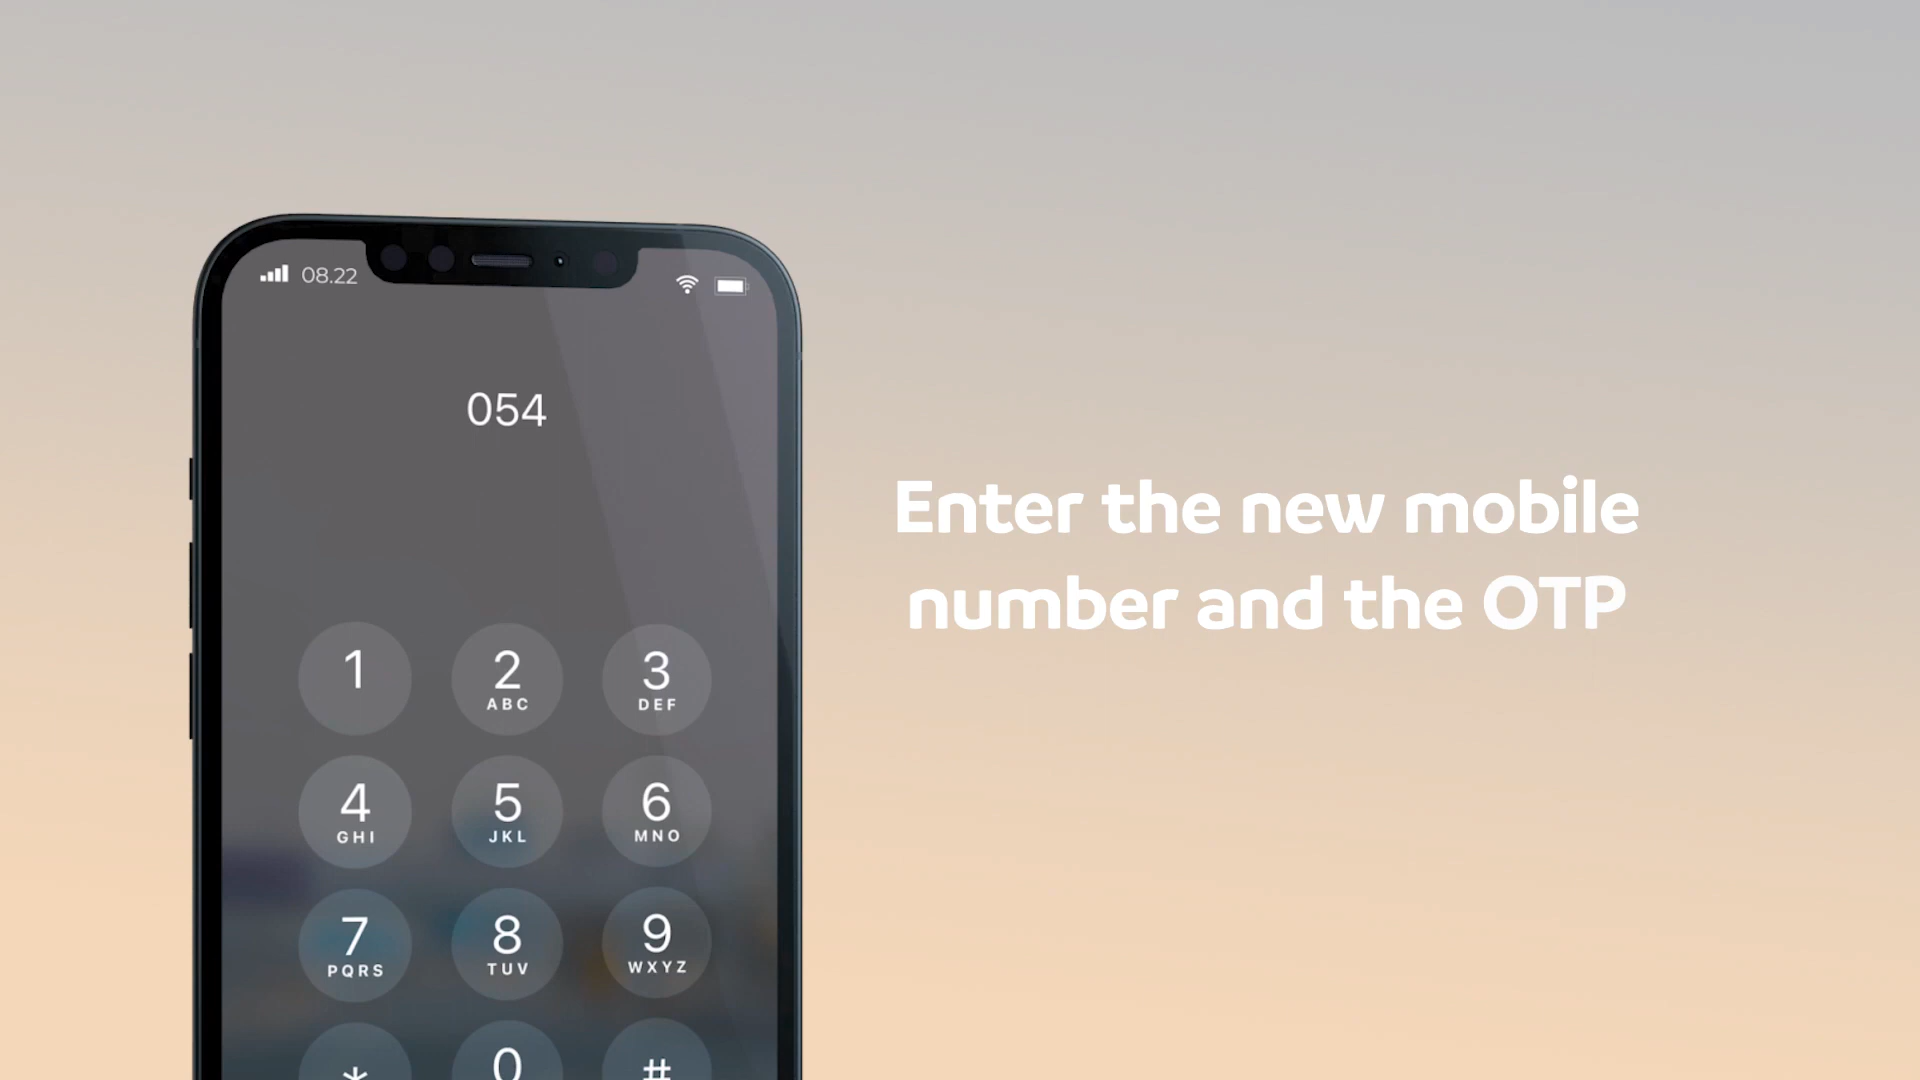 08.22
054
Enter the new mobile
number and the OTP
1
2
ABC
3
DEF
4
GHI
5
JKL
6
MNO
7
PQRS
8
TUV
9
WXYZ
*
0
#